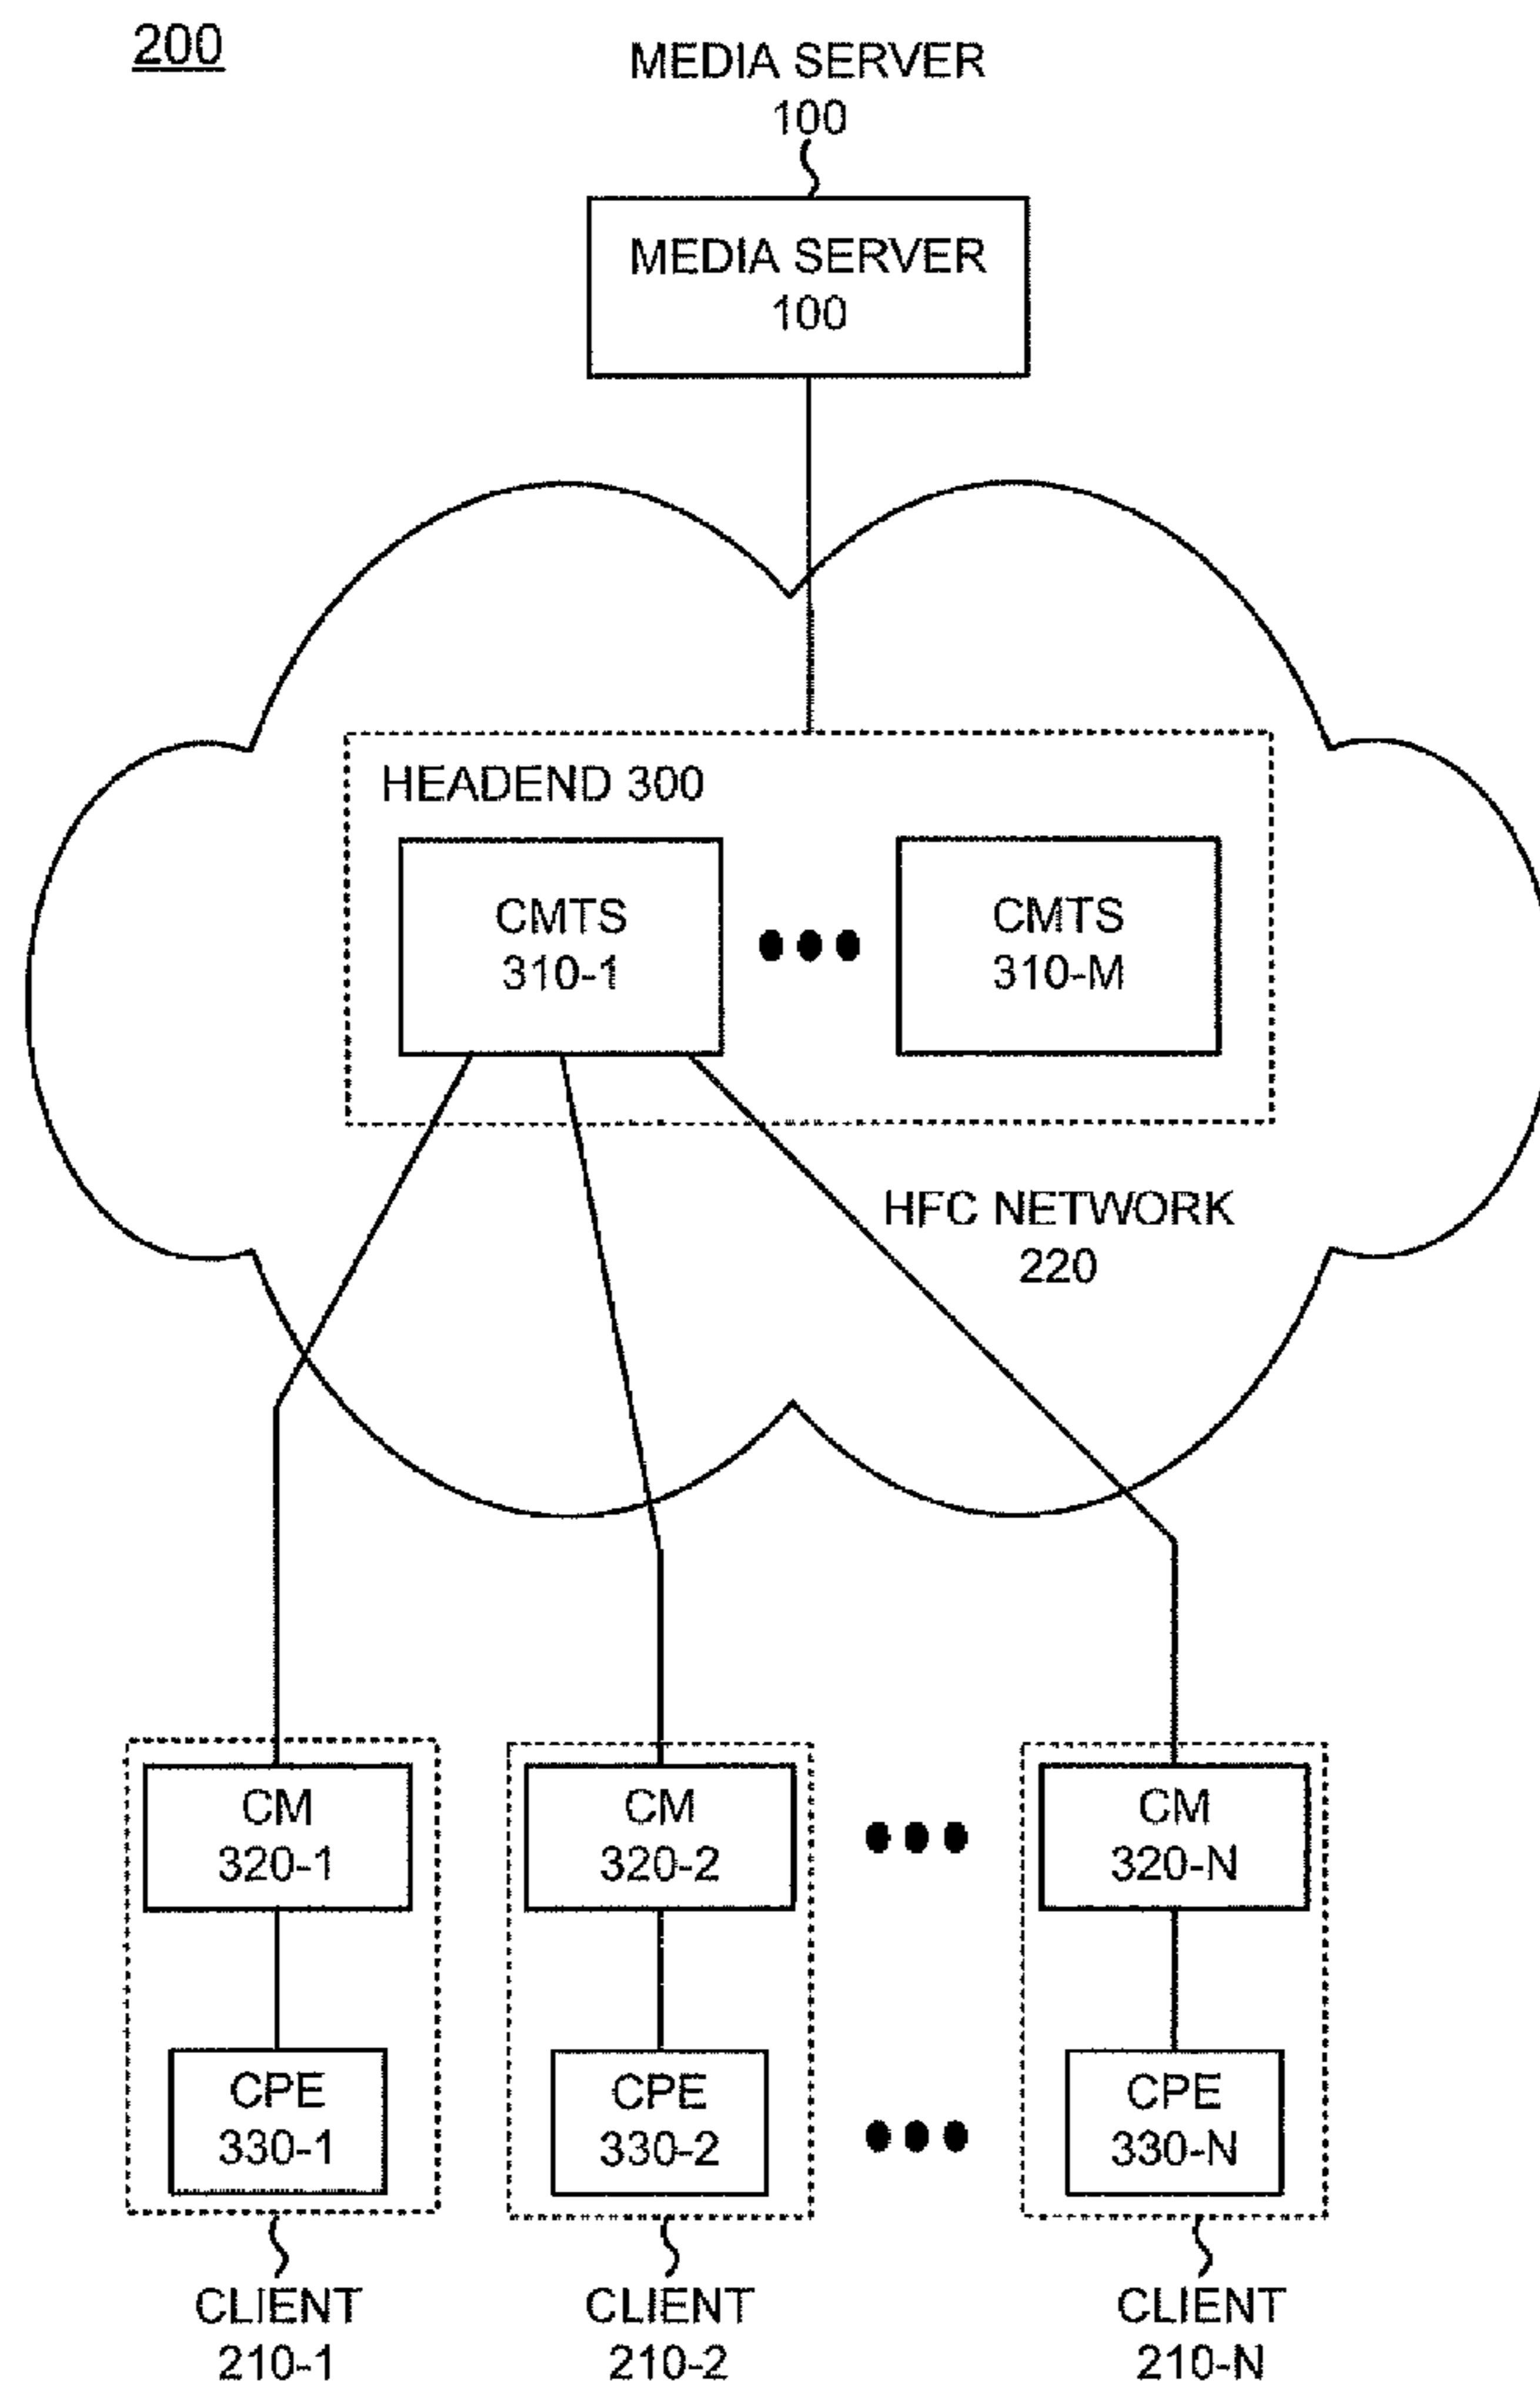 200
MEDIA SERVER
100
MEDIA SERVER
100
HEADEND 300
CMTS
310-1
CMTS
310-M
HFC NETWORK
220
CM
320-1
CM
320-2
CM
320-N
CPE
330-1
CPE
330-2
CPE
330-N
CLIENT
210-1
CLIENT
210-2
CLIENT
210-N